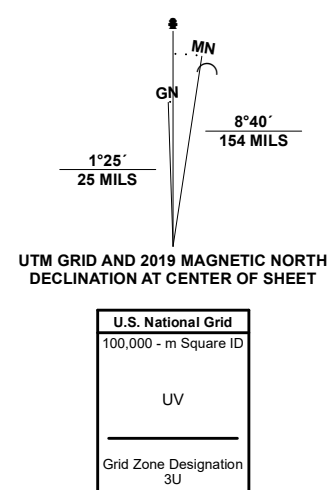 MN
GN
8°40´
154 MILS
1°25´
25 MILS
UTM GRID AND 2019 MAGNETIC NORTH
DECLINATION AT CENTER OF SHEET
U.S. National Grid
100,000 - m Square ID
UV
Grid Zone Designation
3U